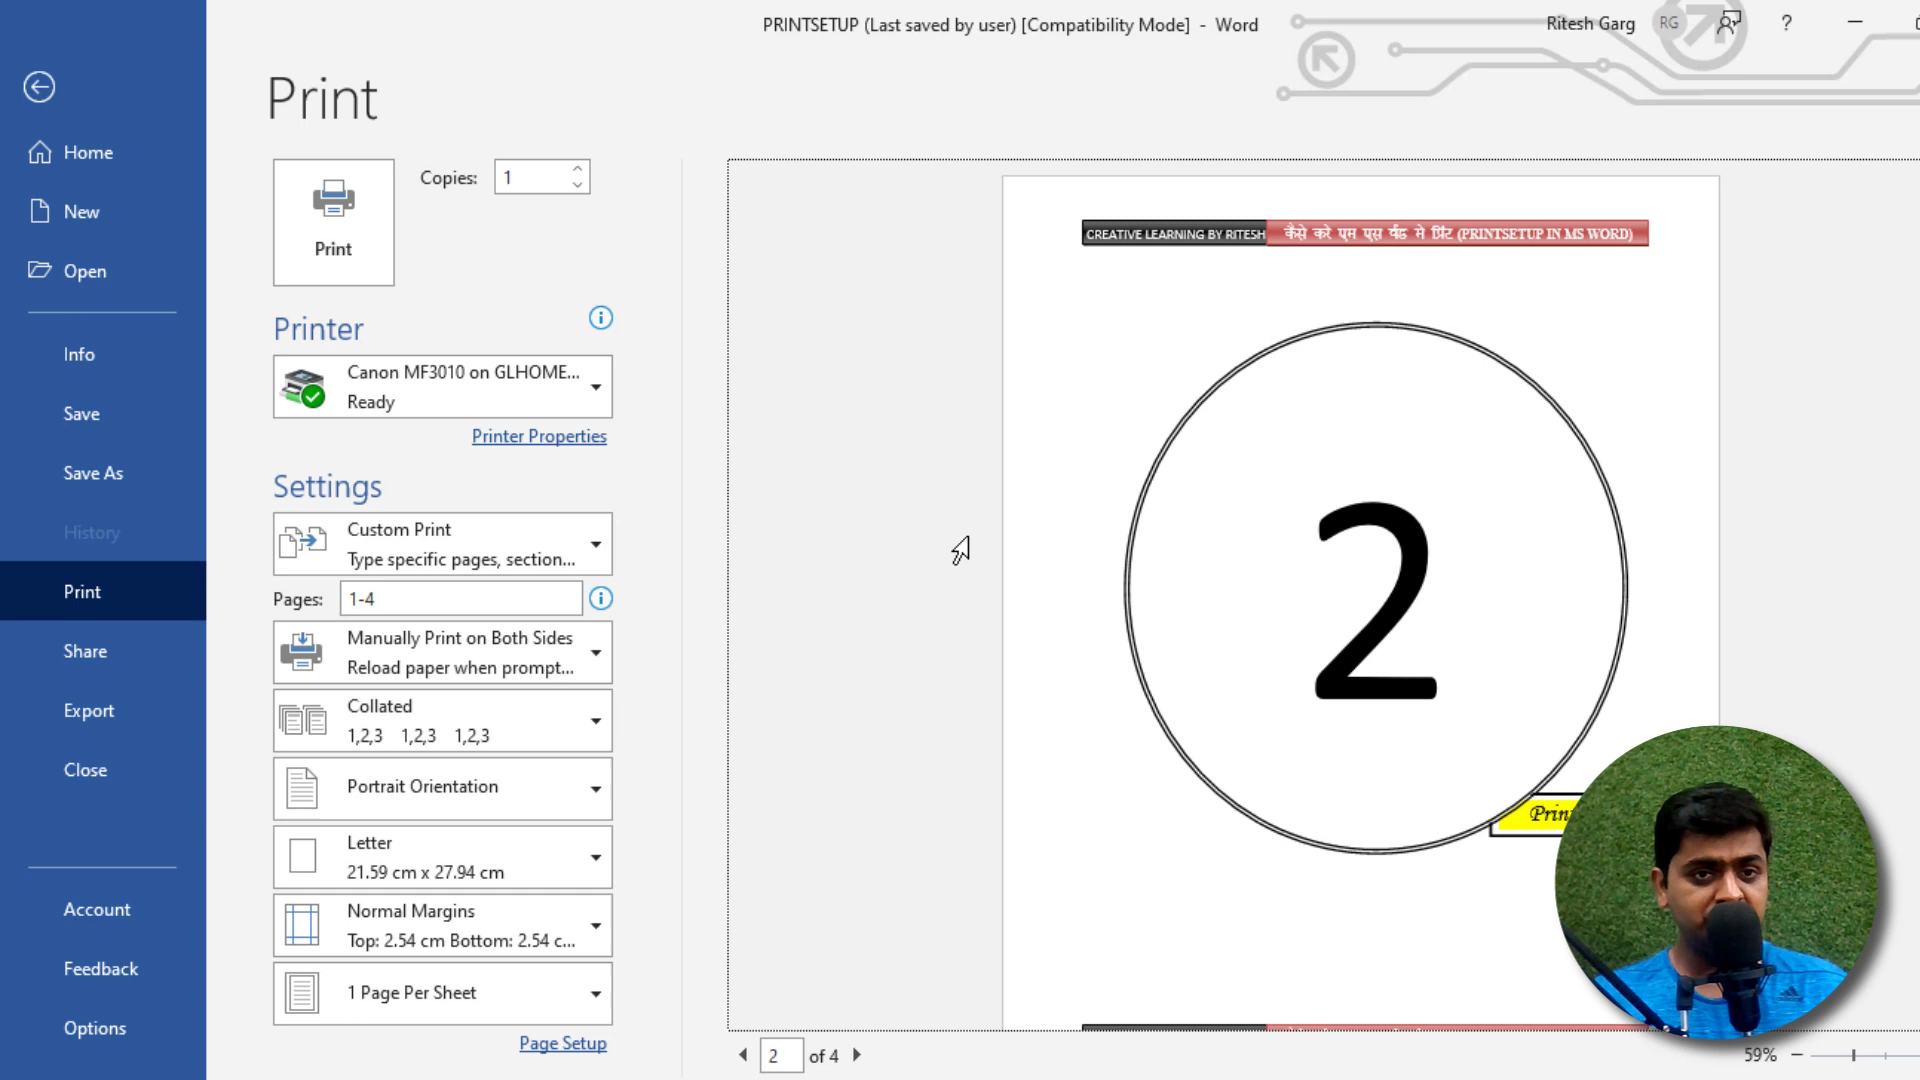 PRINTSETUP (Last saved by user) [Compatibility Mode] - Word
Ritesh Garg RG ?
Print
Home
New
Open
Info
Save
Save As
History
Print
Share
Export
Close
Account
Feedback
Options
Print
Copies: 1
Printer
Canon MF3010 on GLHOME...
Ready
Printer Properties
Settings
Custom Print
Type specific pages, section...
Pages: 1-4
Manually Print on Both Sides
Reload paper when prompt...
Collated
1,2,3 1,2,3 1,2,3
Portrait Orientation
Letter
21.59 cm x 27.94 cm
Normal Margins
Top: 2.54 cm Bottom: 2.54 c...
1 Page Per Sheet
Page Setup
CREATIVE LEARNING BY RITESH कैसे करे एम एस वर्ड मे प्रिंट (PRINTSETUP IN MS WORD)
2
2 of 4
59%